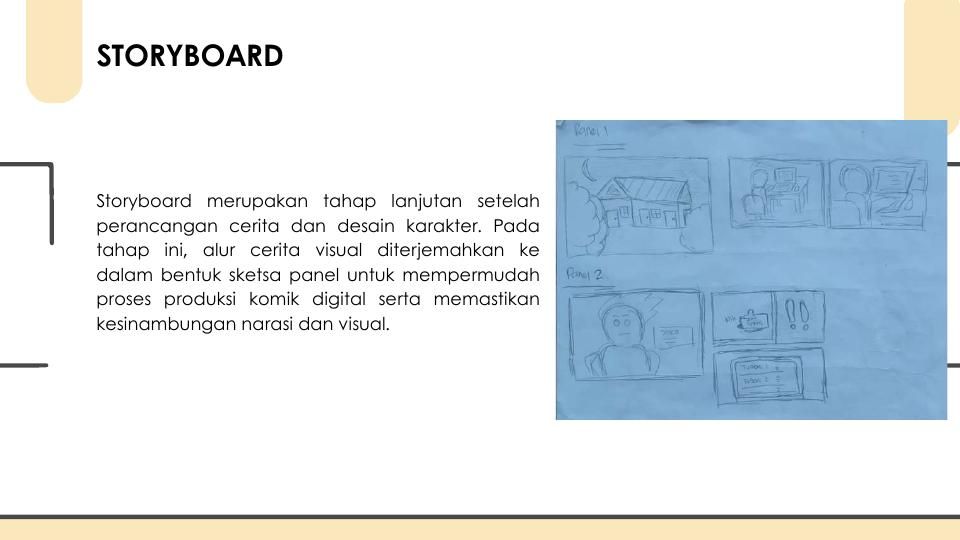 STORYBOARD
Storyboard merupakan tahap lanjutan setelah
perancangan cerita dan desain karakter. Pada
tahap ini, alur cerita visual diterjemahkan ke
dalam bentuk sketsa panel untuk mempermudah
proses produksi komik digital serta memastikan
kesinambungan narasi dan visual.
Panel 1
Panel 2
!!